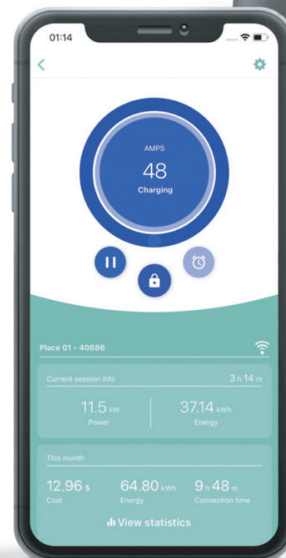 01:14
AMPS
48
Charging
Place 01 - 40886
Current session info 3 h 14 m
11.5 kW 37.14 kWh
Power Energy
This month
12.96 $ 64.80 kWh 9 h 48 m
Cost Energy Connection time
View statistics